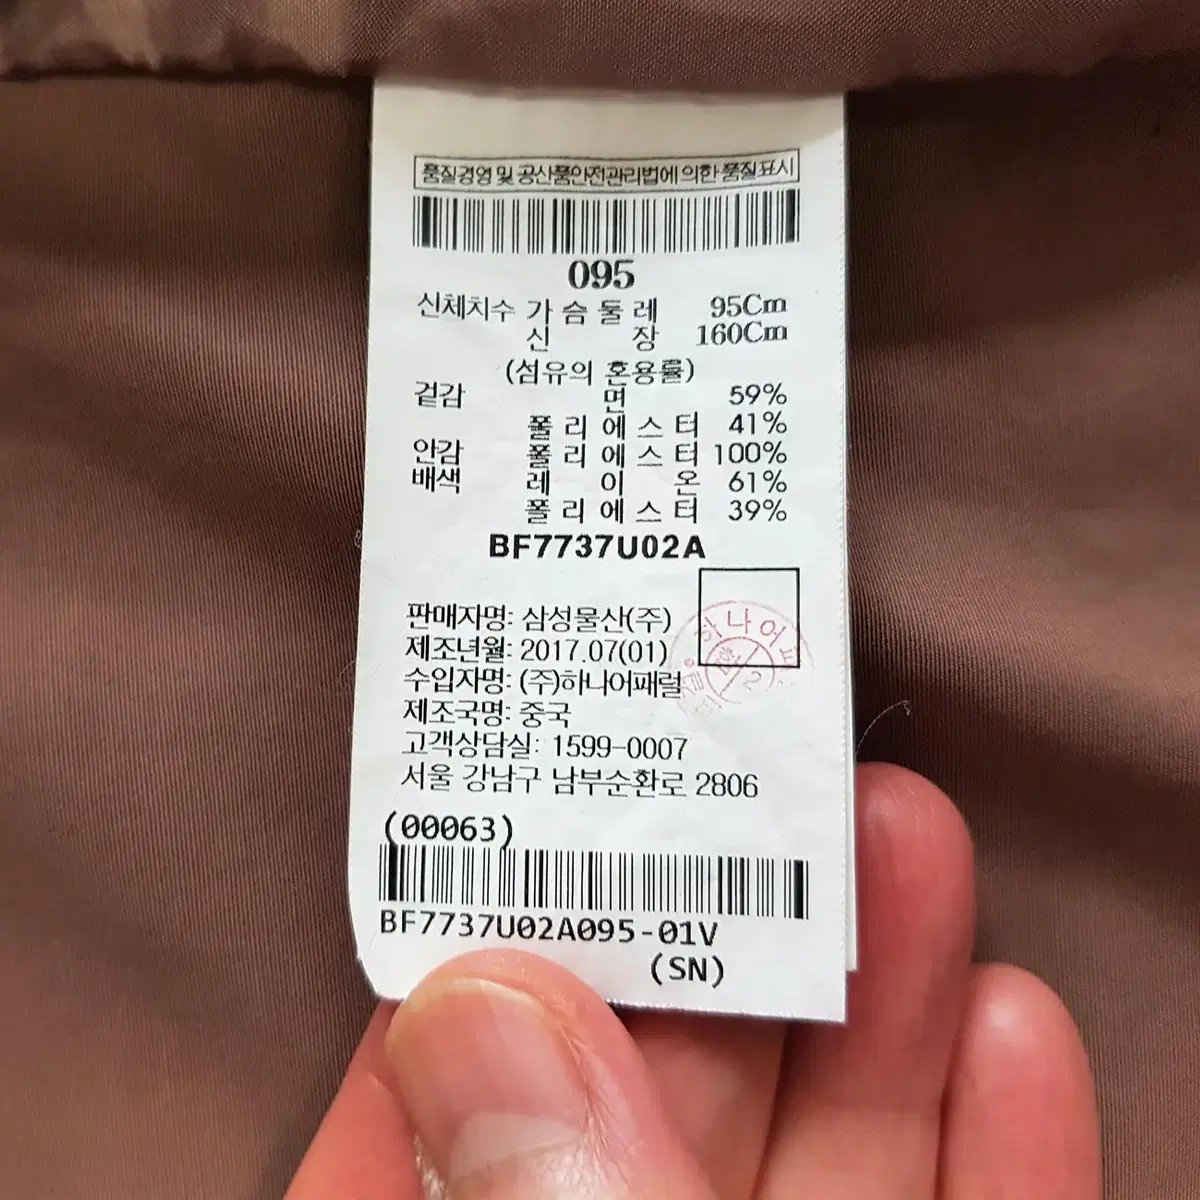 품질경영 및 공산품안전관리법에 의한 품질표시
095
신체치수 가슴둘레 95Cm
신장 160Cm
(섬유의 혼용률)
겉감 면 59%
폴리에스터 41%
안감 폴리에스터 100%
배색 레이온 61%
폴리에스터 39%
BF7737U02A
판매자명: 삼성물산(주)
제조년월: 2017.07(01)
수입자명: (주)하나어패럴
제조국명: 중국
고객상담실: 1599-0007
서울 강남구 남부순환로 2806
하나어
(00063)
BF7737U02A095-01V
(SN)